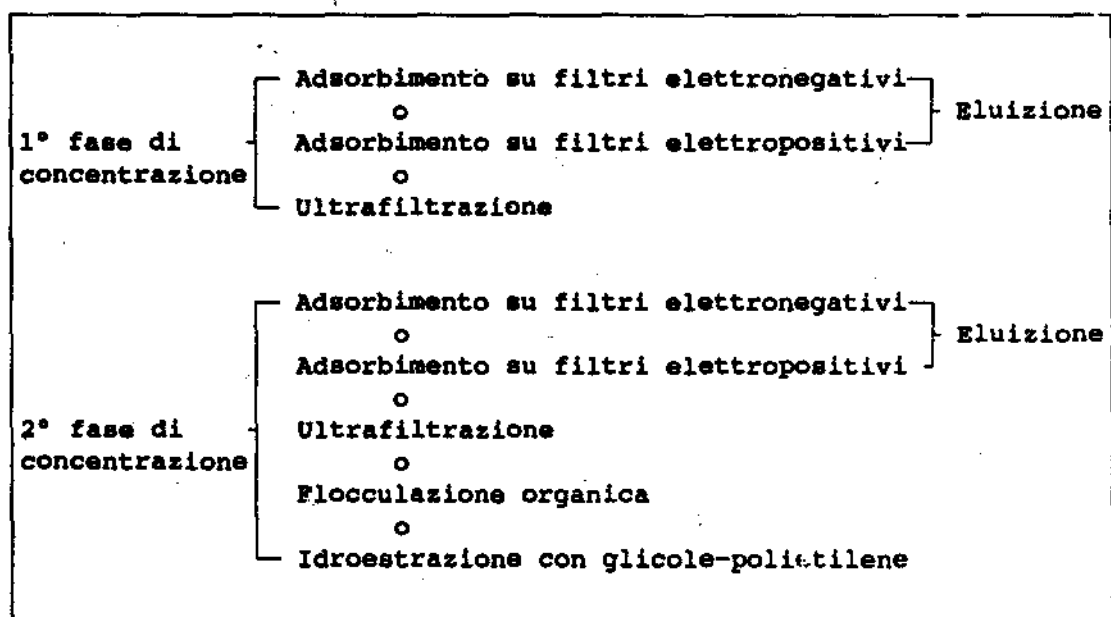 Adsorbimento su filtri elettronegativi
o
Eluizione
1° fase di
Adsorbimento su filtri elettropositivi
concentrazione
o
Ultrafiltrazione
Adsorbimento su filtri elettronegativi
o
Eluizione
Adsorbimento su filtri elettropositivi
o
2° fase di
Ultrafiltrazione
concentrazione
o
Flocculazione organica
o
Idroestrazione con glicole-polietilene